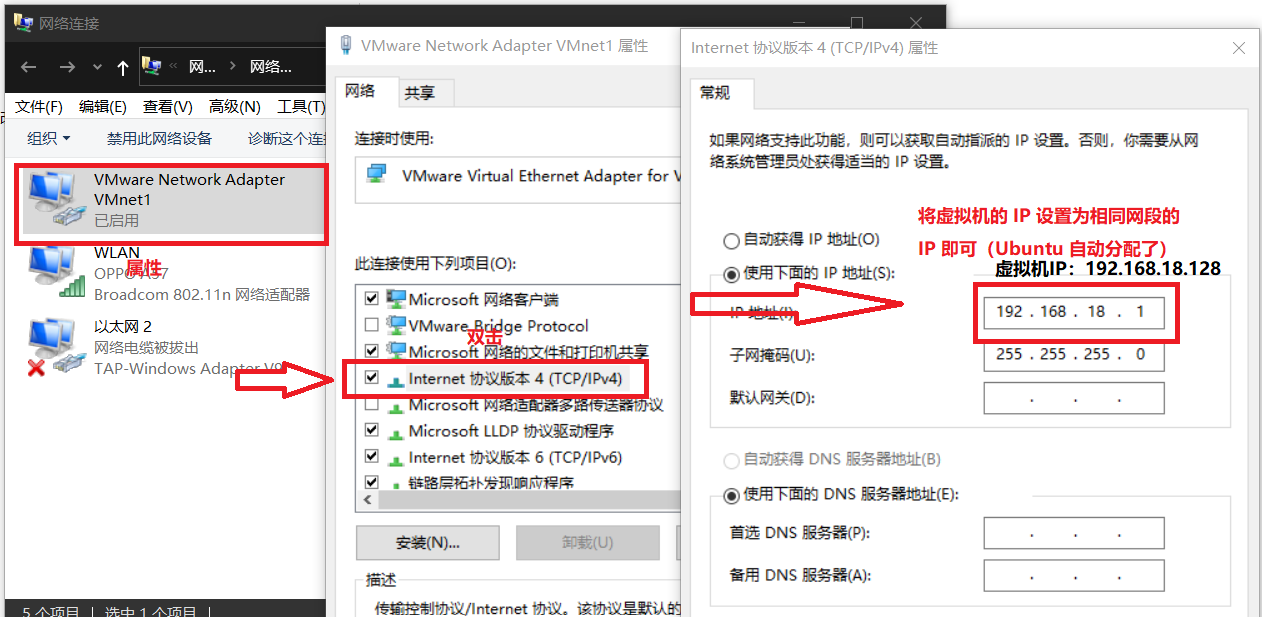 网络连接
网...
网络...
文件(F) 编辑(E) 查看(V) 高级(N) 工具(T)
组织 禁用此网络设备 诊断这个连
VMware Network Adapter
VMnet1
已启用
WLAN
属性
Broadcom 802.11n 网络适配器
以太网 2
网络电缆被拔出
TAP-Windows Adapter V9
5 个项目 选中 1 个项目
VMware Network Adapter VMnet1 属性
网络 共享
连接时使用:
VMware Virtual Ethernet Adapter for V
此连接使用下列项目(O):
Microsoft 网络客户端
VMware Bridge Protocol
双击
Microsoft 网络的文件和打印机共享
Internet 协议版本 4 (TCP/IPv4)
Microsoft 网络适配器多路传送器协议
Microsoft LLDP 协议驱动程序
Internet 协议版本 6 (TCP/IPv6)
链路层拓扑发现响应程序
安装(N)... 卸载(U)
描述
传输控制协议/Internet 协议。该协议是默认的
Internet 协议版本 4 (TCP/IPv4) 属性
常规
如果网络支持此功能，则可以获取自动指派的 IP 设置。否则，你需要从网
络系统管理员处获得适当的 IP 设置。
将虚拟机的 IP 设置为相同网段的
IP 即可（Ubuntu 自动分配了）
虚拟机IP：192.168.18.128
自动获得 IP 地址(O)
使用下面的 IP 地址(S):
IP 地址(I): 192 . 168 . 18 . 1
子网掩码(U): 255 . 255 . 255 . 0
默认网关(D): . . .
自动获得 DNS 服务器地址(B)
使用下面的 DNS 服务器地址(E):
首选 DNS 服务器(P): . . .
备用 DNS 服务器(A): . . .